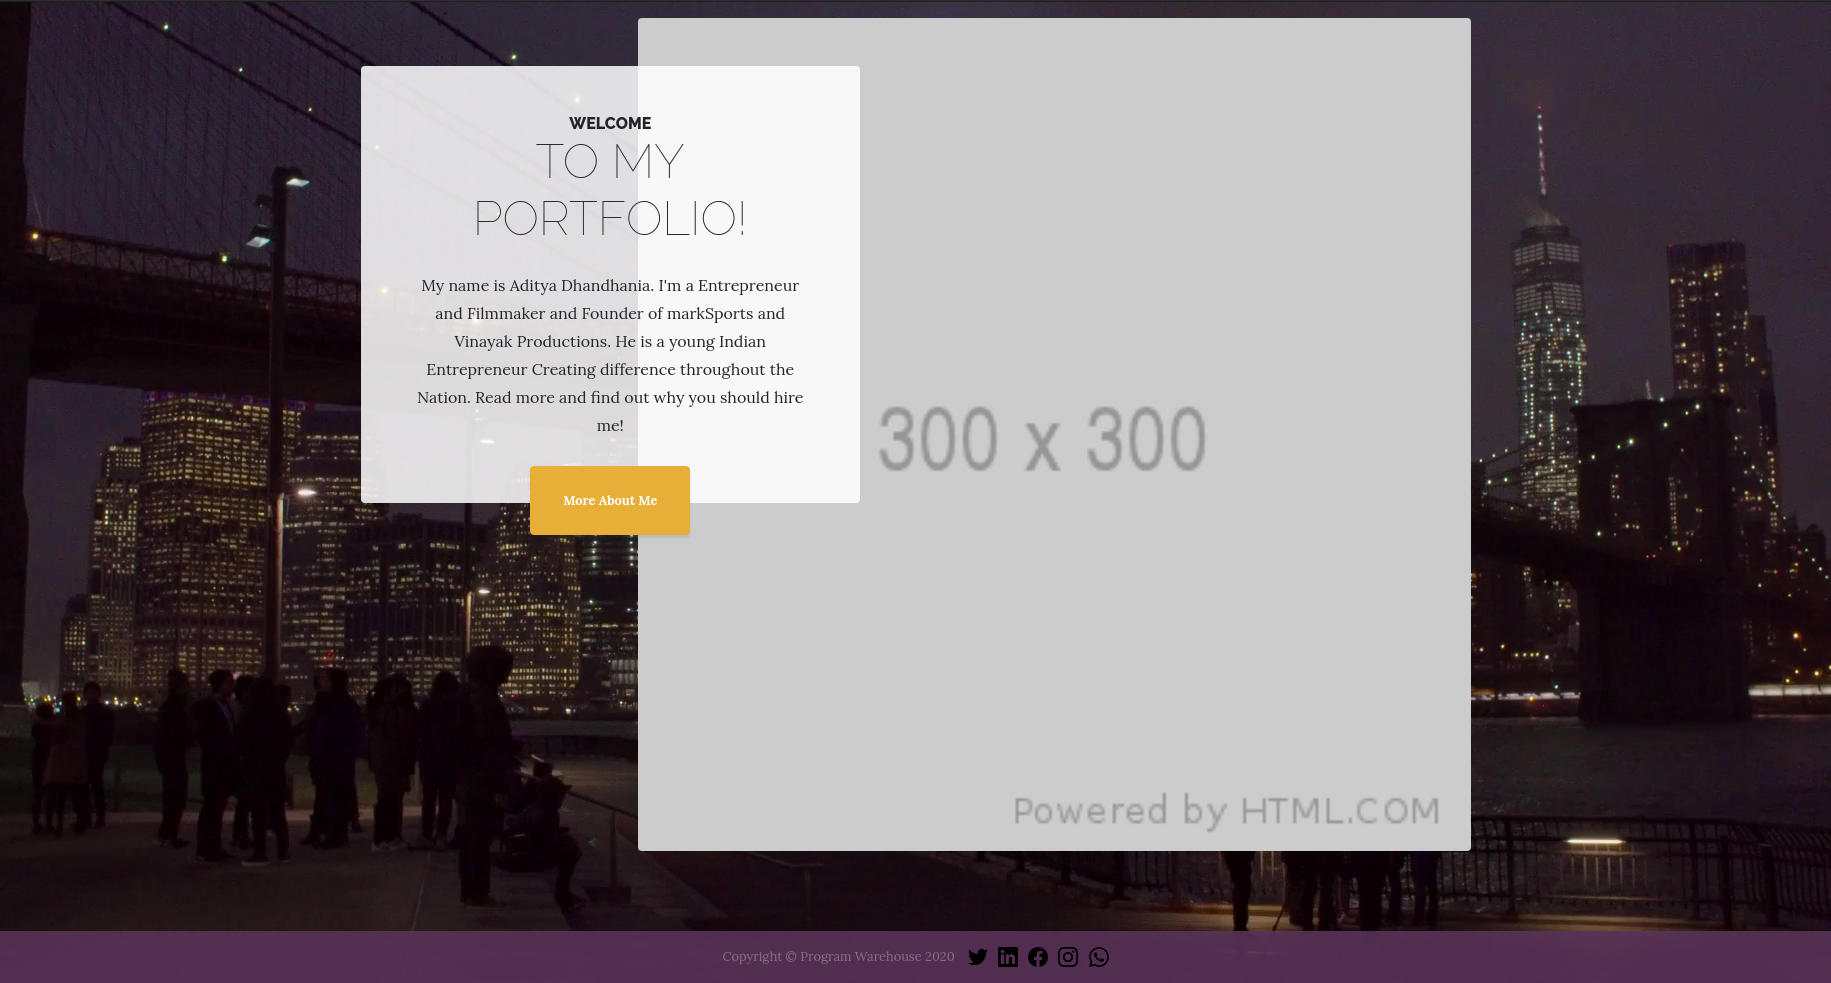 WELCOME
TO MY
PORTFOLIO!
My name is Aditya Dhandhania. I'm a Entrepreneur
and Filmmaker and Founder of markSports and
Vinayak Productions. He is a young Indian
Entrepreneur Creating difference throughout the
Nation. Read more and find out why you should hire
me!
More About Me
300 x 300
Powered by HTML.COM
Copyright © Program Warehouse 2020